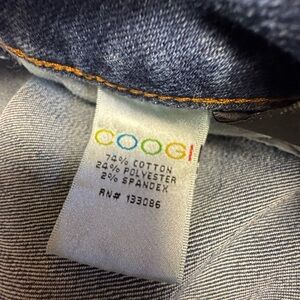 COOGI
74% COTTON
24% POLYESTER
2% SPANDEX
RN# 133086